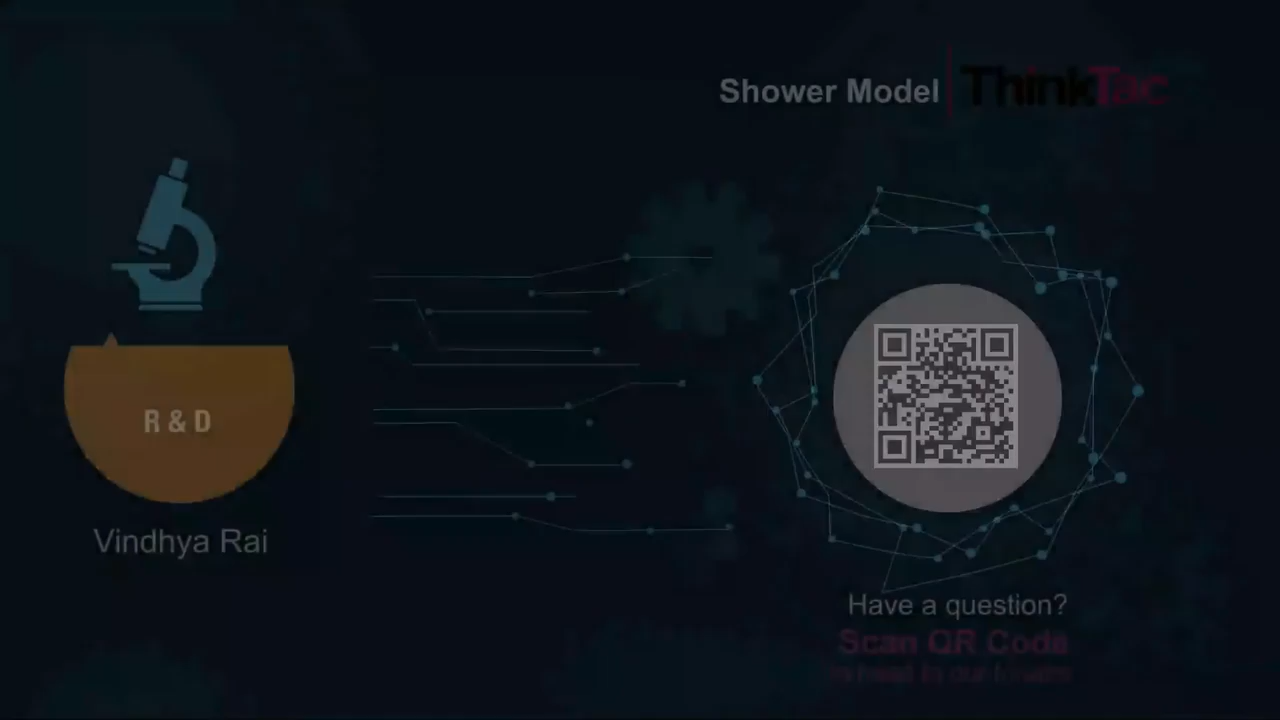 Shower Model
ThinkTac
R & D
Vindhya Rai
Have a question?
Scan QR Code